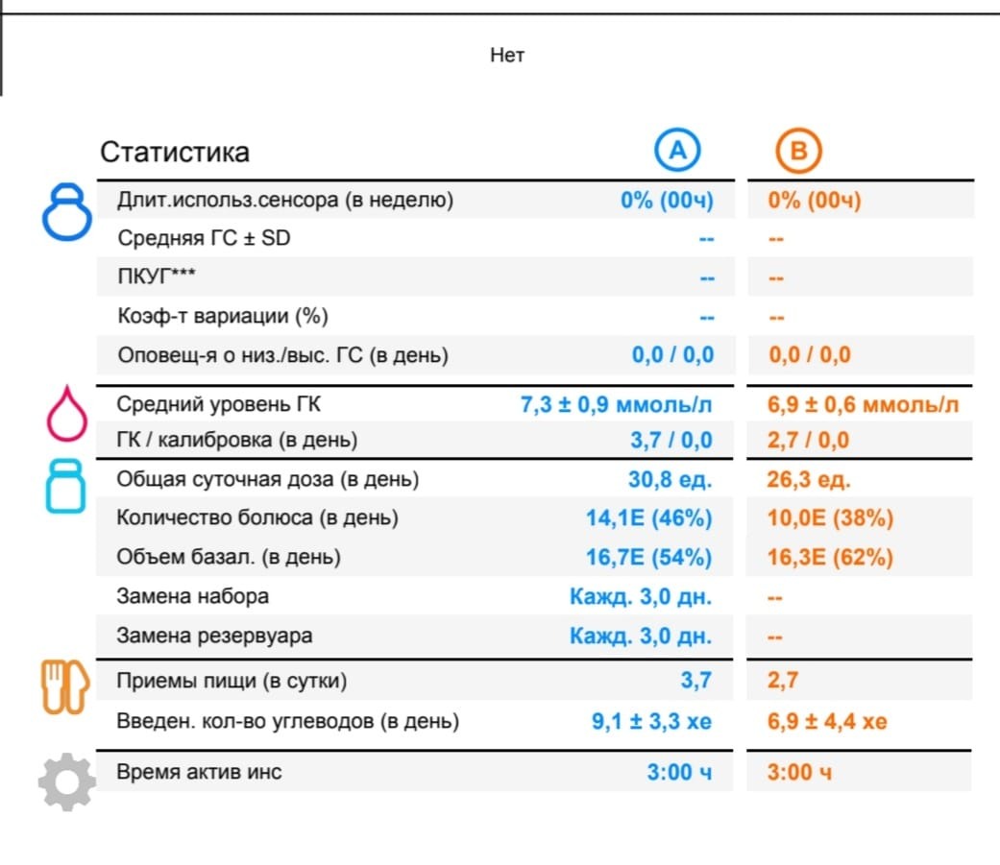 Нет
Статистика A B
Длит.использ.сенсора (в неделю) 0% (00ч) 0% (00ч)
Средняя ГС ± SD -- --
ПКУГ*** -- --
Коэф-т вариации (%) -- --
Оповещ-я о низ./выс. ГС (в день) 0,0 / 0,0 0,0 / 0,0
Средний уровень ГК 7,3 ± 0,9 ммоль/л 6,9 ± 0,6 ммоль/л
ГК / калибровка (в день) 3,7 / 0,0 2,7 / 0,0
Общая суточная доза (в день) 30,8 ед. 26,3 ед.
Количество болюса (в день) 14,1E (46%) 10,0E (38%)
Объем базал. (в день) 16,7E (54%) 16,3E (62%)
Замена набора Кажд. 3,0 дн. --
Замена резервуара Кажд. 3,0 дн. --
Приемы пищи (в сутки) 3,7 2,7
Введен. кол-во углеводов (в день) 9,1 ± 3,3 хе 6,9 ± 4,4 хе
Время актив инс 3:00 ч 3:00 ч